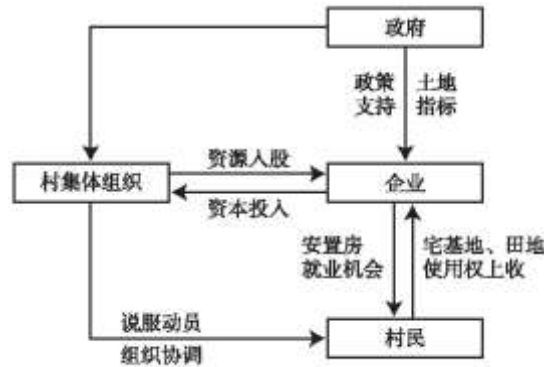 政府
政策 土地
支持 指标
村集体组织
资源入股
资本投入
企业
安置房 宅基地、田地
就业机会 使用权上收
说服动员
组织协调
村民